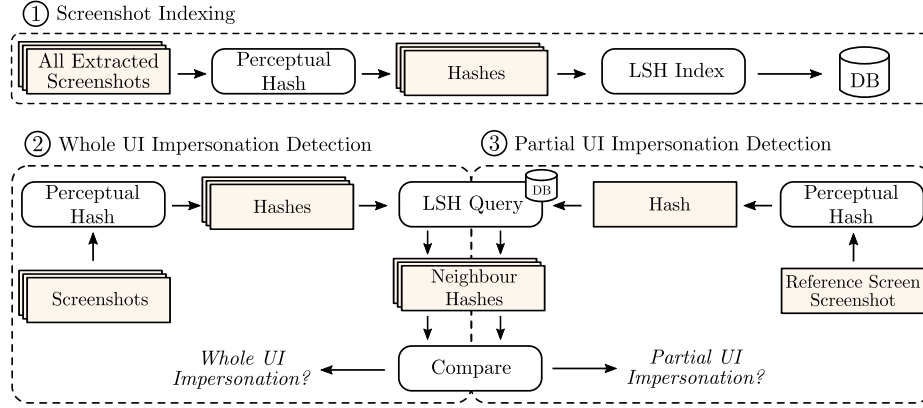 1 Screenshot Indexing
All Extracted
Screenshots
Perceptual
Hash
Hashes
LSH Index
DB
2 Whole UI Impersonation Detection
3 Partial UI Impersonation Detection
Perceptual
Hash
Hashes
LSH Query
DB
Hash
Perceptual
Hash
Screenshots
Neighbour
Hashes
Reference Screen
Screenshot
Whole UI
Impersonation?
Compare
Partial UI
Impersonation?